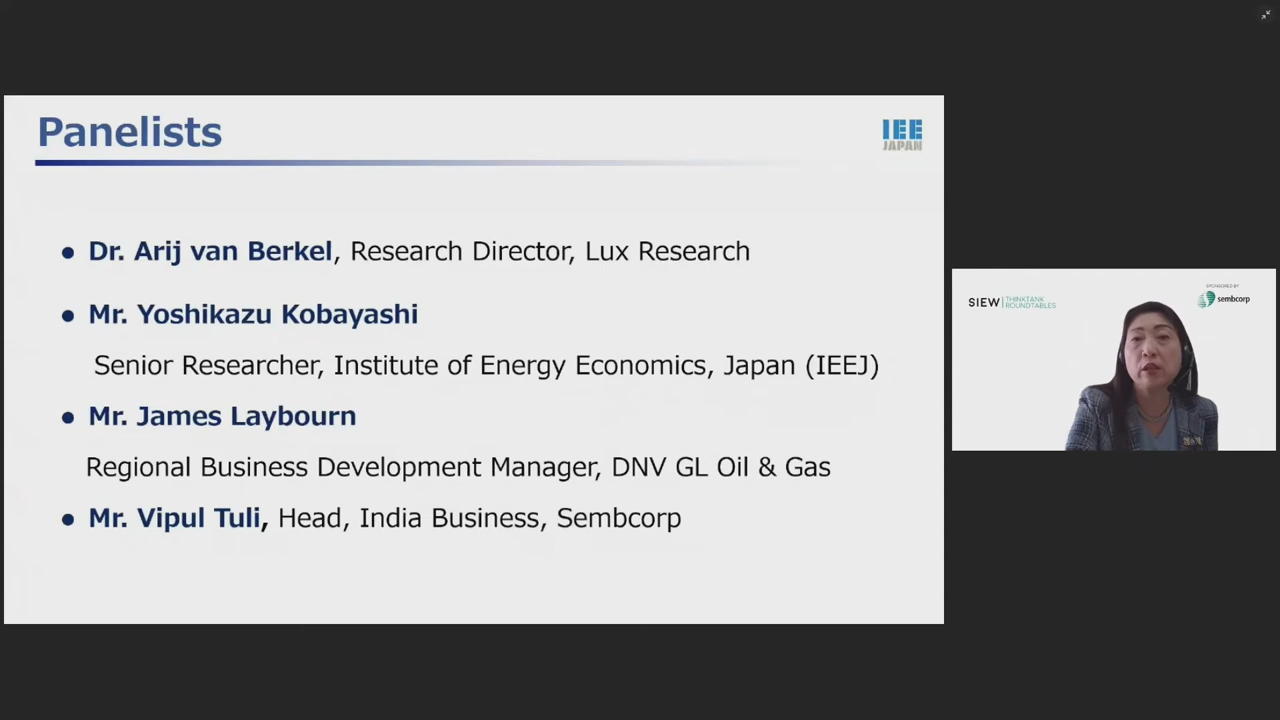 Panelists
IEE
JAPAN
● Dr. Arij van Berkel, Research Director, Lux Research
● Mr. Yoshikazu Kobayashi
Senior Researcher, Institute of Energy Economics, Japan (IEEJ)
● Mr. James Laybourn
Regional Business Development Manager, DNV GL Oil & Gas
● Mr. Vipul Tuli, Head, India Business, Sembcorp
SIEW THINKTANK
ROUNDTABLES
SPONSORED BY
sembcorp